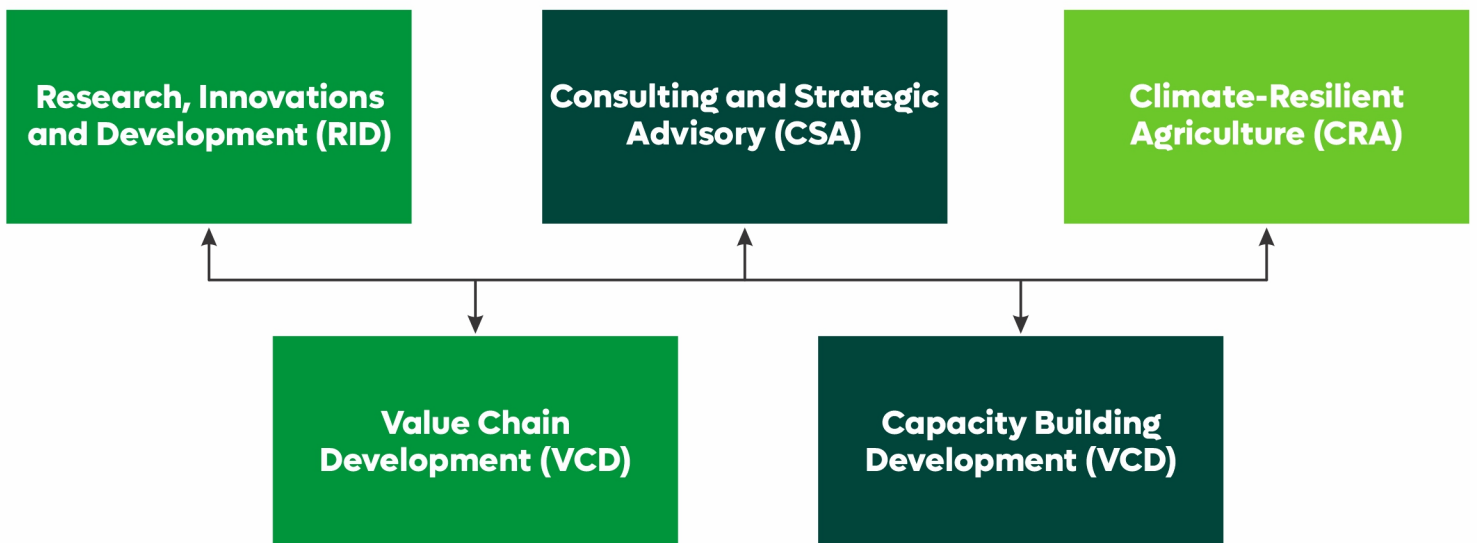 Research, Innovations
and Development (RID)
Consulting and Strategic
Advisory (CSA)
Climate-Resilient
Agriculture (CRA)
Value Chain
Development (VCD)
Capacity Building
Development (VCD)